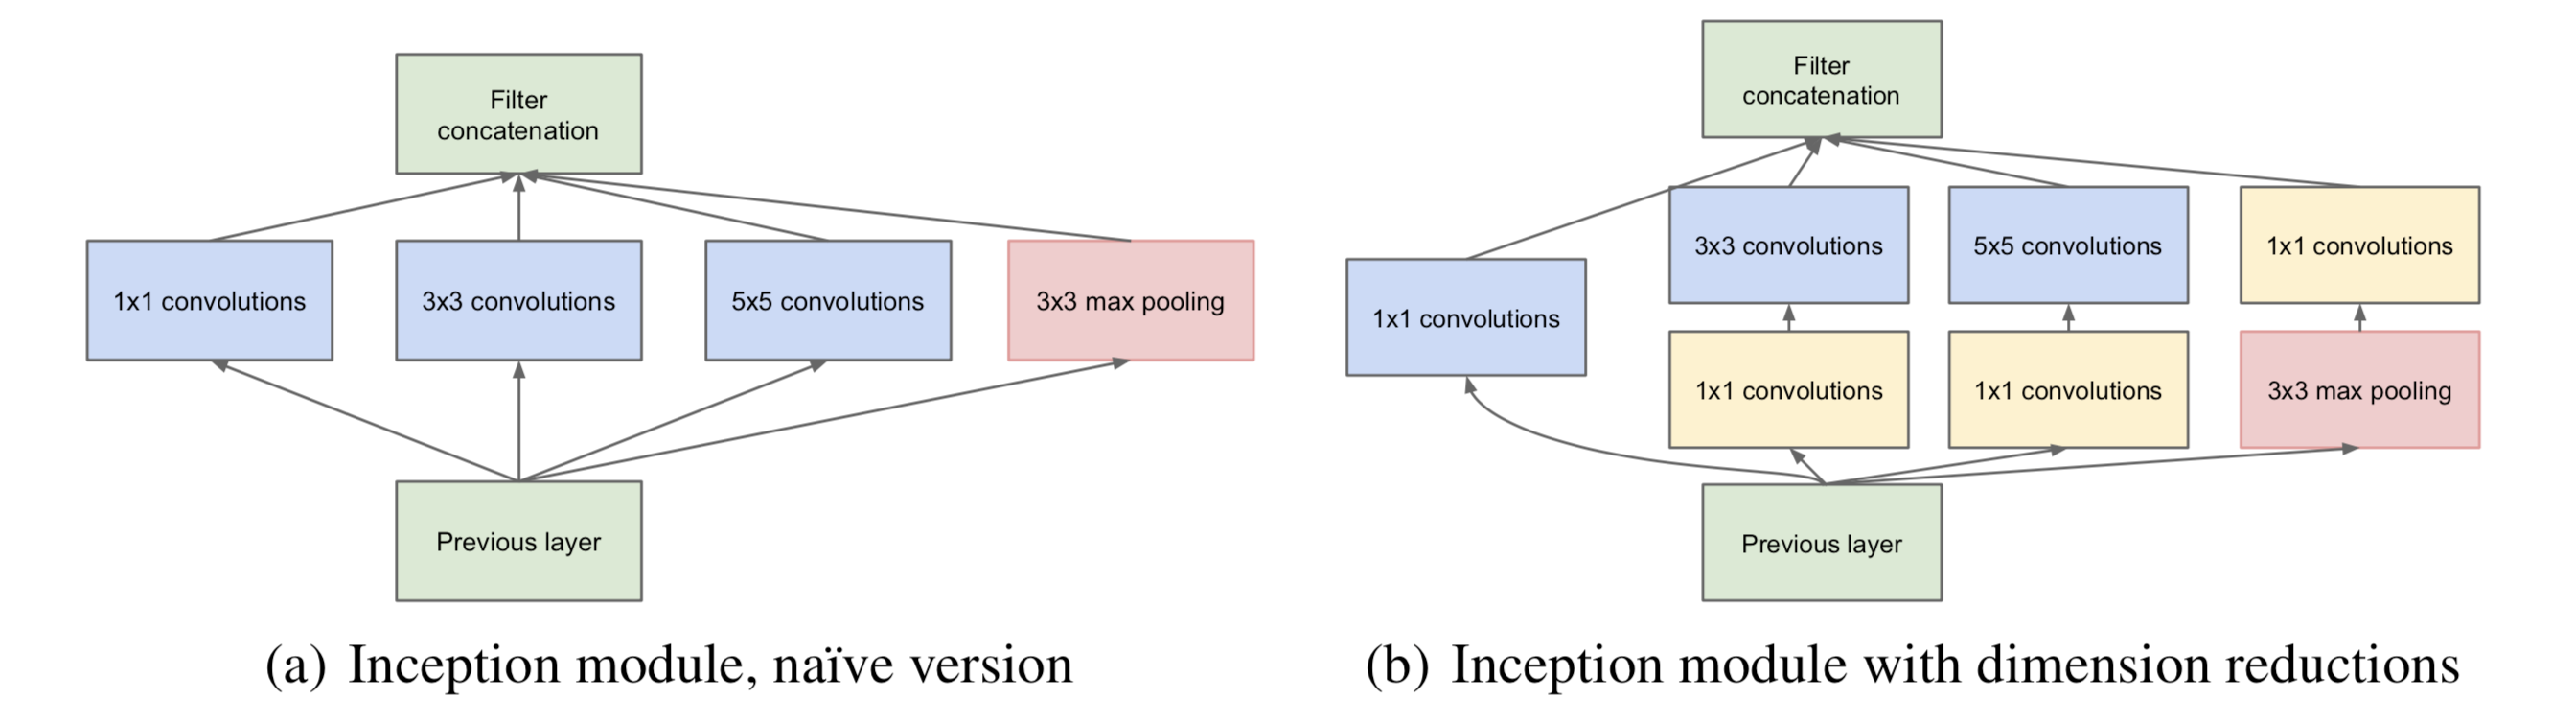 Filter
concatenation
1x1 convolutions
3x3 convolutions
5x5 convolutions
3x3 max pooling
Previous layer
(a) Inception module, naïve version
Filter
concatenation
3x3 convolutions
5x5 convolutions
1x1 convolutions
1x1 convolutions
1x1 convolutions
1x1 convolutions
3x3 max pooling
Previous layer
(b) Inception module with dimension reductions